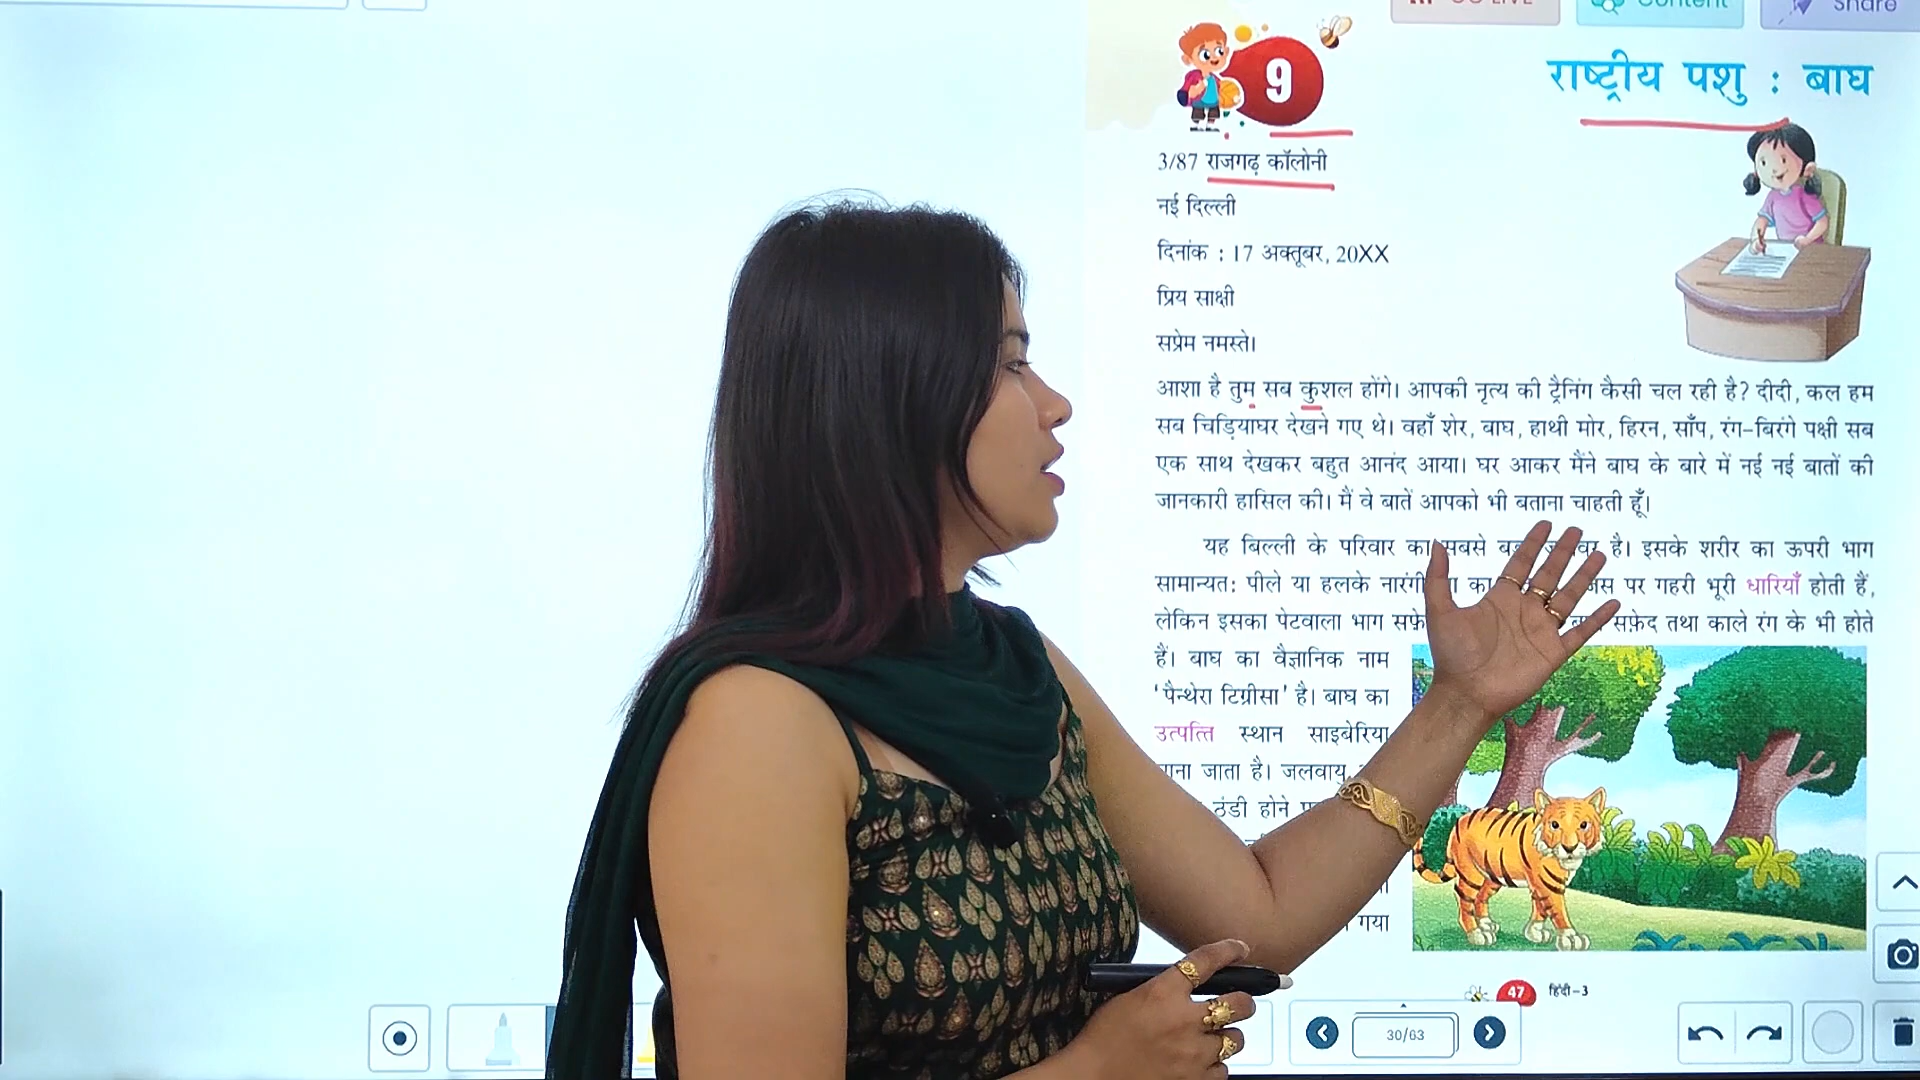 Content
Share
9
राष्ट्रीय पशु : बाघ
3/87 राजगढ़ कॉलोनी
नई दिल्ली
दिनांक : 17 अक्तूबर, 20XX
प्रिय साक्षी
सप्रेम नमस्ते।
आशा है तुम सब कुशल होंगे। आपकी नृत्य की ट्रैनिंग कैसी चल रही है? दीदी, कल हम
सब चिड़ियाघर देखने गए थे। वहाँ शेर, बाघ, हाथी मोर, हिरन, साँप, रंग-बिरंगे पक्षी सब
एक साथ देखकर बहुत आनंद आया। घर आकर मैंने बाघ के बारे में नई नई बातों की
जानकारी हासिल की। मैं वे बातें आपको भी बताना चाहती हूँ।
यह बिल्ली के परिवार का सबसे है। इसके शरीर का ऊपरी भाग
सामान्यत: पीले या हलके नारंगी का पर गहरी भूरी धारियाँ होती हैं,
लेकिन इसका पेटवाला भाग सफ़ेद तथा काले रंग के भी होते
हैं। बाघ का वैज्ञानिक नाम
'पैन्थेरा टिग्रीसा' है। बाघ का
उत्पत्ति स्थान साइबेरिया
जाता है। जलवायु
ठंडी होने
गया
47 हिंदी-3
30/63